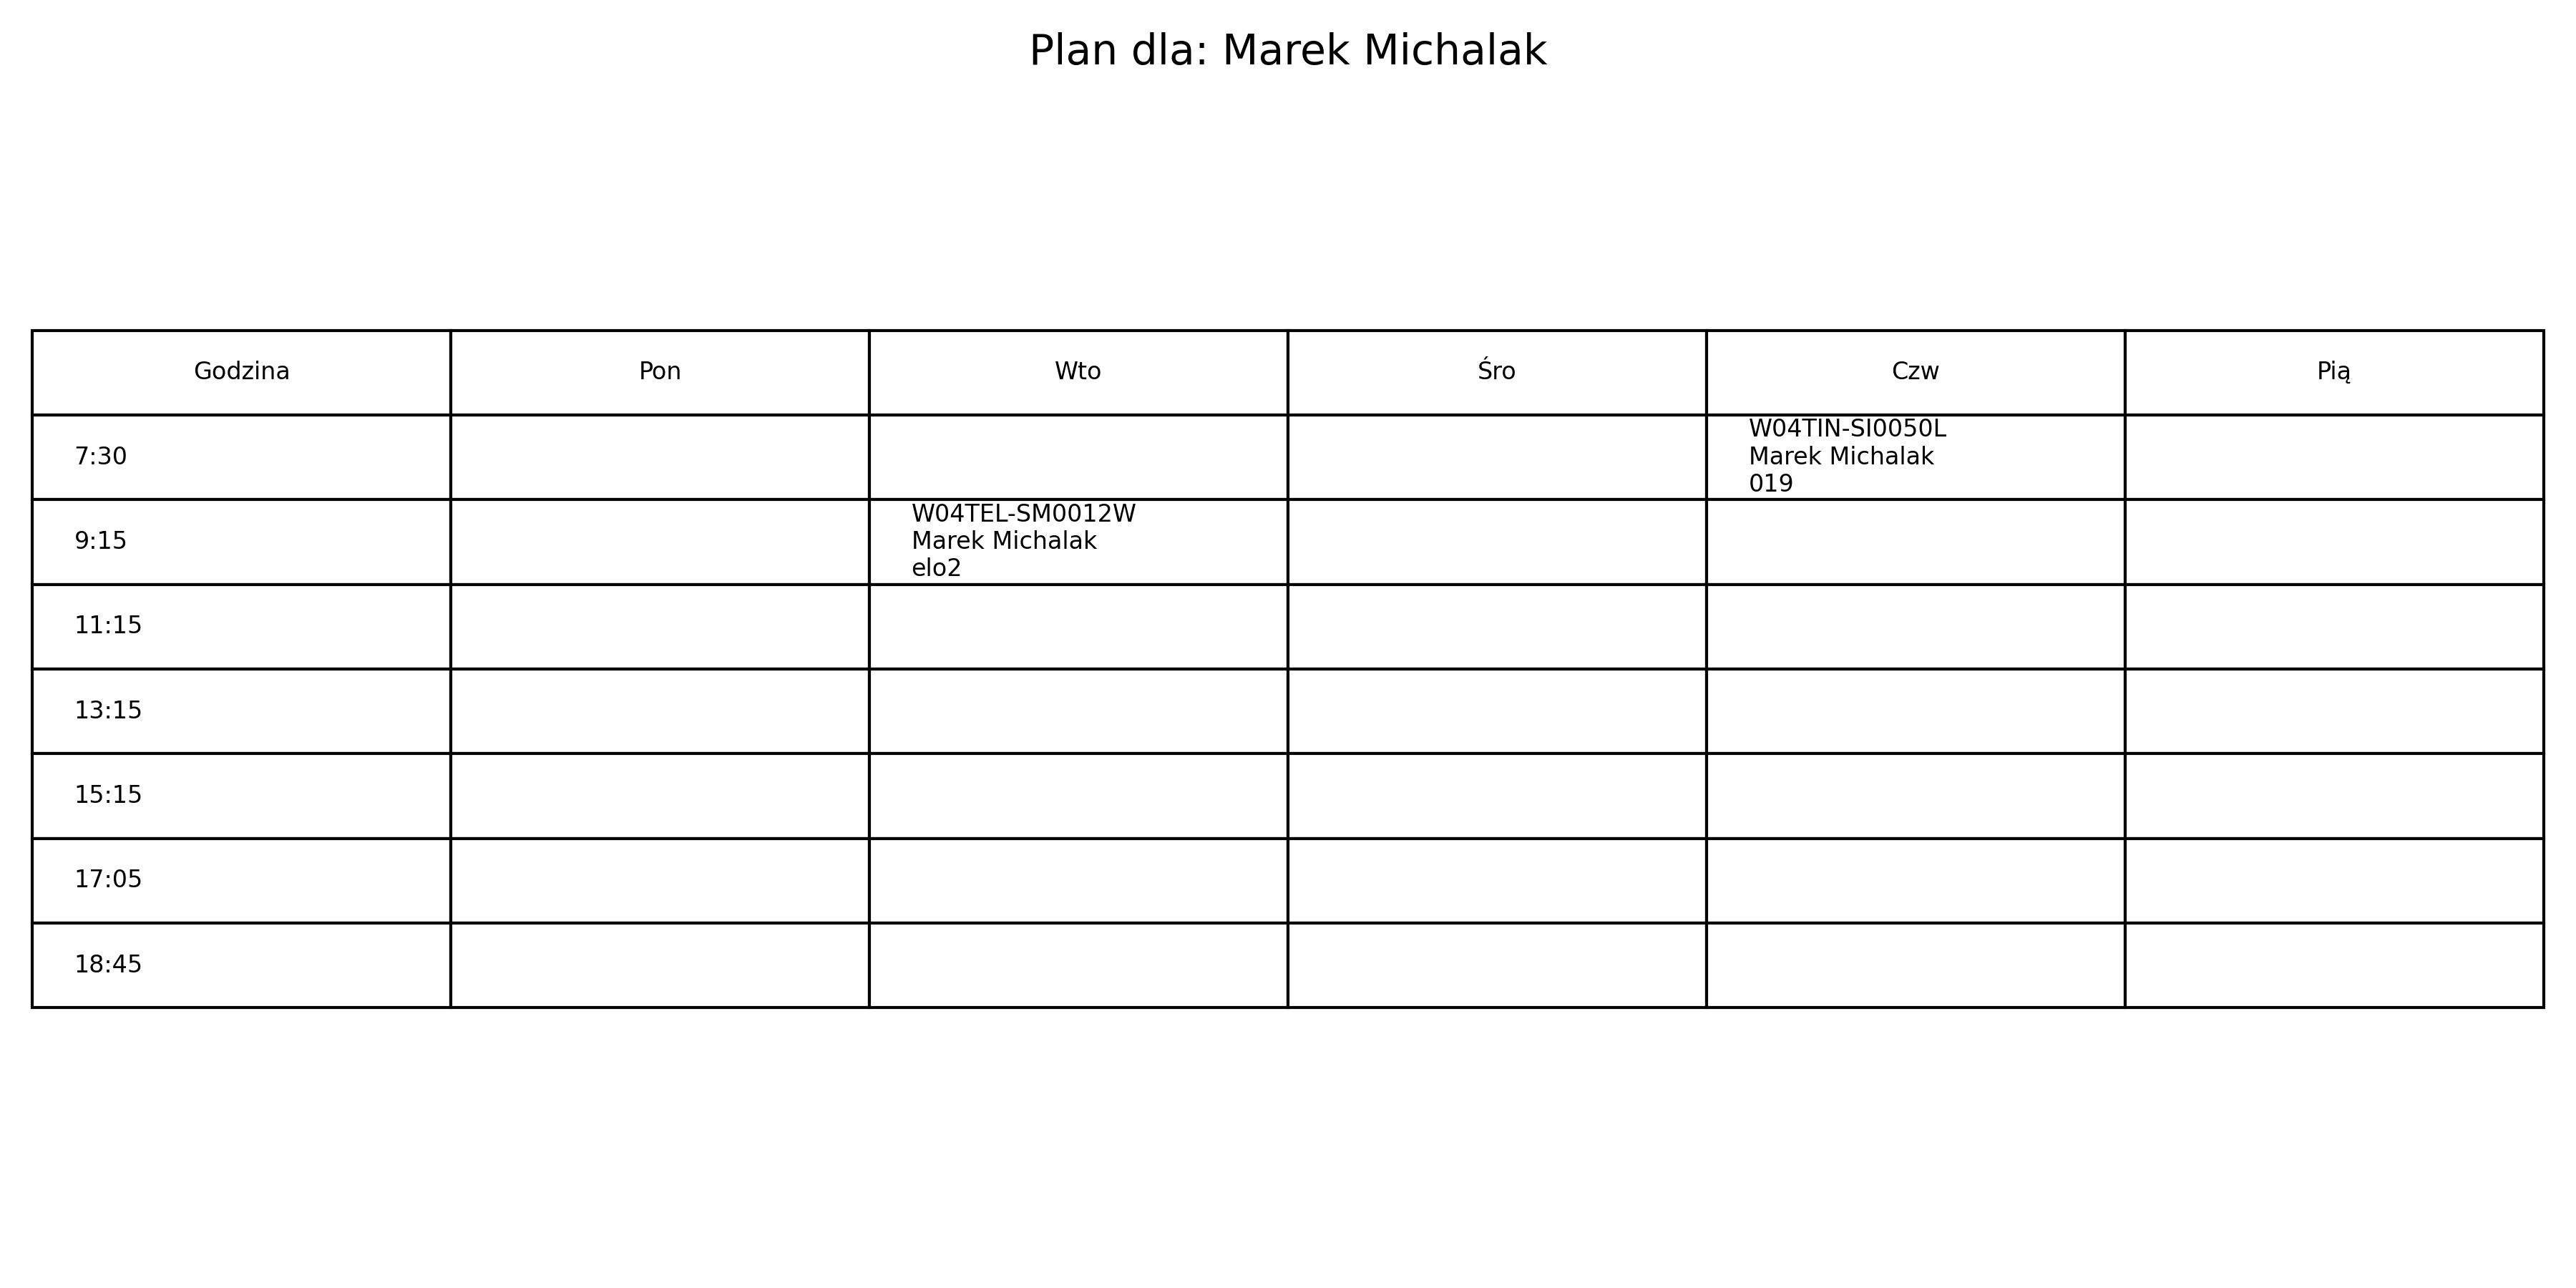 Plan dla: Marek Michalak
Godzina Pon Wto Śro Czw Pią
7:30
W04TIN-SI0050L
Marek Michalak
019
9:15
W04TEL-SM0012W
Marek Michalak
elo2
11:15
13:15
15:15
17:05
18:45